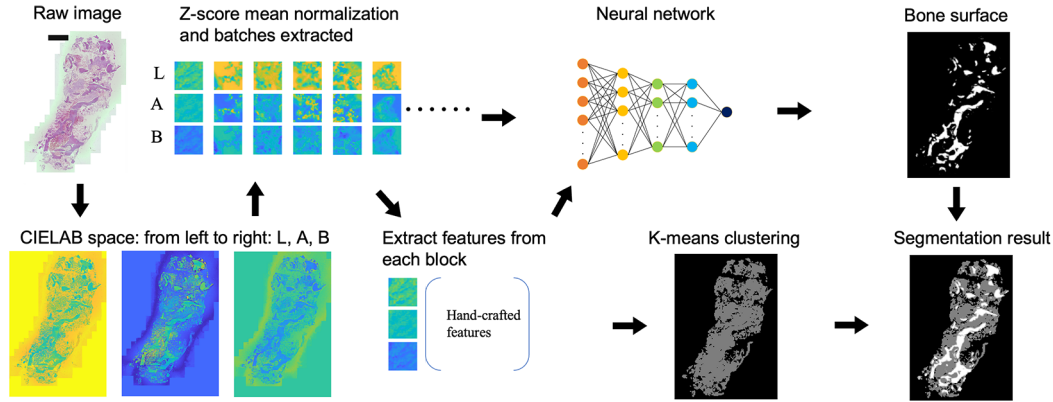 Raw image
Z-score mean normalization
and batches extracted
Neural network
Bone surface
L
A
B
CIELAB space: from left to right: L, A, B
Extract features from
each block
K-means clustering
Segmentation result
Hand-crafted
features